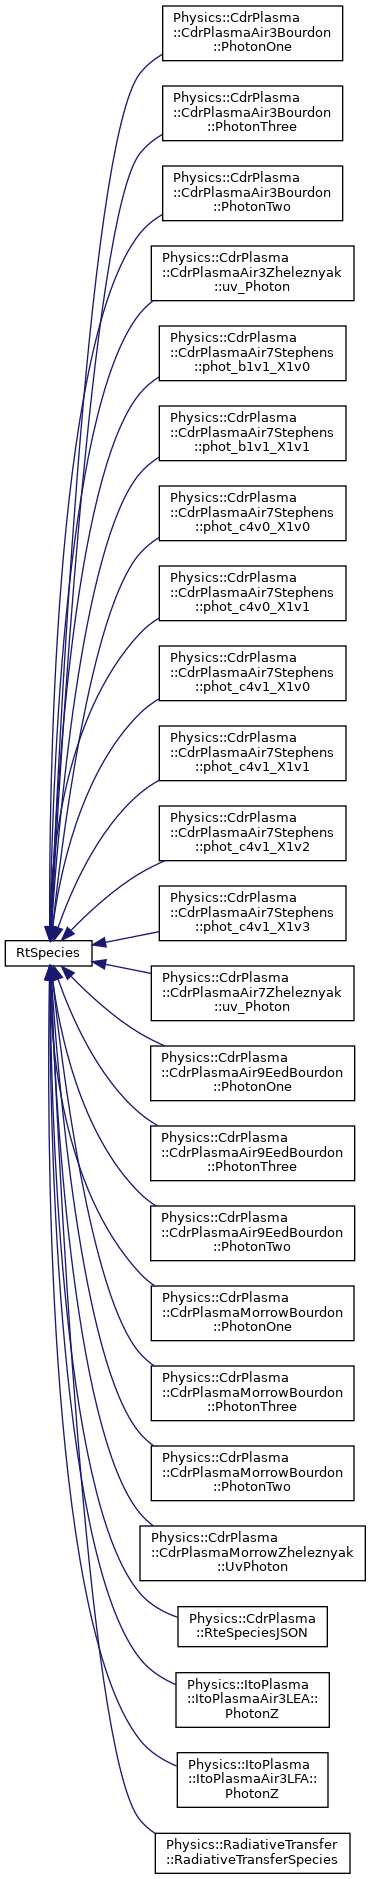 Physics::CdrPlasma
::CdrPlasmaAir3Bourdon
::PhotonOne
Physics::CdrPlasma
::CdrPlasmaAir3Bourdon
::PhotonThree
Physics::CdrPlasma
::CdrPlasmaAir3Bourdon
::PhotonTwo
Physics::CdrPlasma
::CdrPlasmaAir3Zheleznyak
::uv_Photon
Physics::CdrPlasma
::CdrPlasmaAir7Stephens
::phot_b1v1_X1v0
Physics::CdrPlasma
::CdrPlasmaAir7Stephens
::phot_b1v1_X1v1
Physics::CdrPlasma
::CdrPlasmaAir7Stephens
::phot_c4v0_X1v0
Physics::CdrPlasma
::CdrPlasmaAir7Stephens
::phot_c4v0_X1v1
Physics::CdrPlasma
::CdrPlasmaAir7Stephens
::phot_c4v1_X1v0
Physics::CdrPlasma
::CdrPlasmaAir7Stephens
::phot_c4v1_X1v1
Physics::CdrPlasma
::CdrPlasmaAir7Stephens
::phot_c4v1_X1v2
Physics::CdrPlasma
::CdrPlasmaAir7Stephens
::phot_c4v1_X1v3
RtSpecies
Physics::CdrPlasma
::CdrPlasmaAir7Zheleznyak
::uv_Photon
Physics::CdrPlasma
::CdrPlasmaAir9EedBourdon
::PhotonOne
Physics::CdrPlasma
::CdrPlasmaAir9EedBourdon
::PhotonThree
Physics::CdrPlasma
::CdrPlasmaAir9EedBourdon
::PhotonTwo
Physics::CdrPlasma
::CdrPlasmaMorrowBourdon
::PhotonOne
Physics::CdrPlasma
::CdrPlasmaMorrowBourdon
::PhotonThree
Physics::CdrPlasma
::CdrPlasmaMorrowBourdon
::PhotonTwo
Physics::CdrPlasma
::CdrPlasmaMorrowZheleznyak
::UvPhoton
Physics::CdrPlasma
::RteSpeciesJSON
Physics::ItoPlasma
::ItoPlasmaAir3LEA::
PhotonZ
Physics::ItoPlasma
::ItoPlasmaAir3LFA::
PhotonZ
Physics::RadiativeTransfer
::RadiativeTransferSpecies